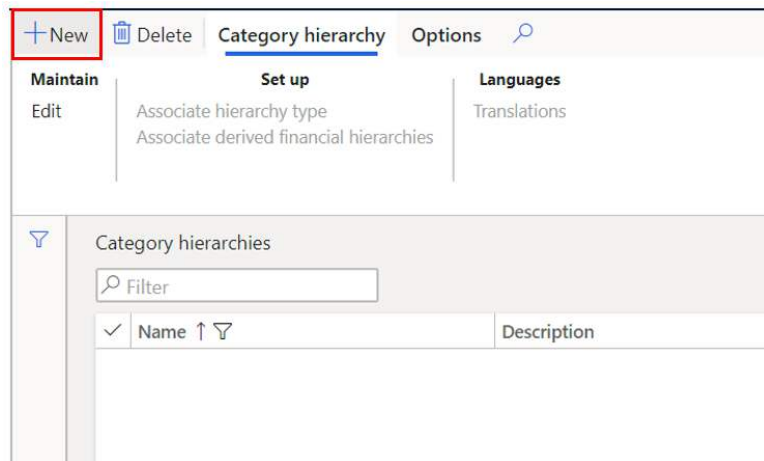 New Delete Category hierarchy Options
Maintain Set up Languages
Edit Associate hierarchy type Translations
Associate derived financial hierarchies
Category hierarchies
Filter
Name Description